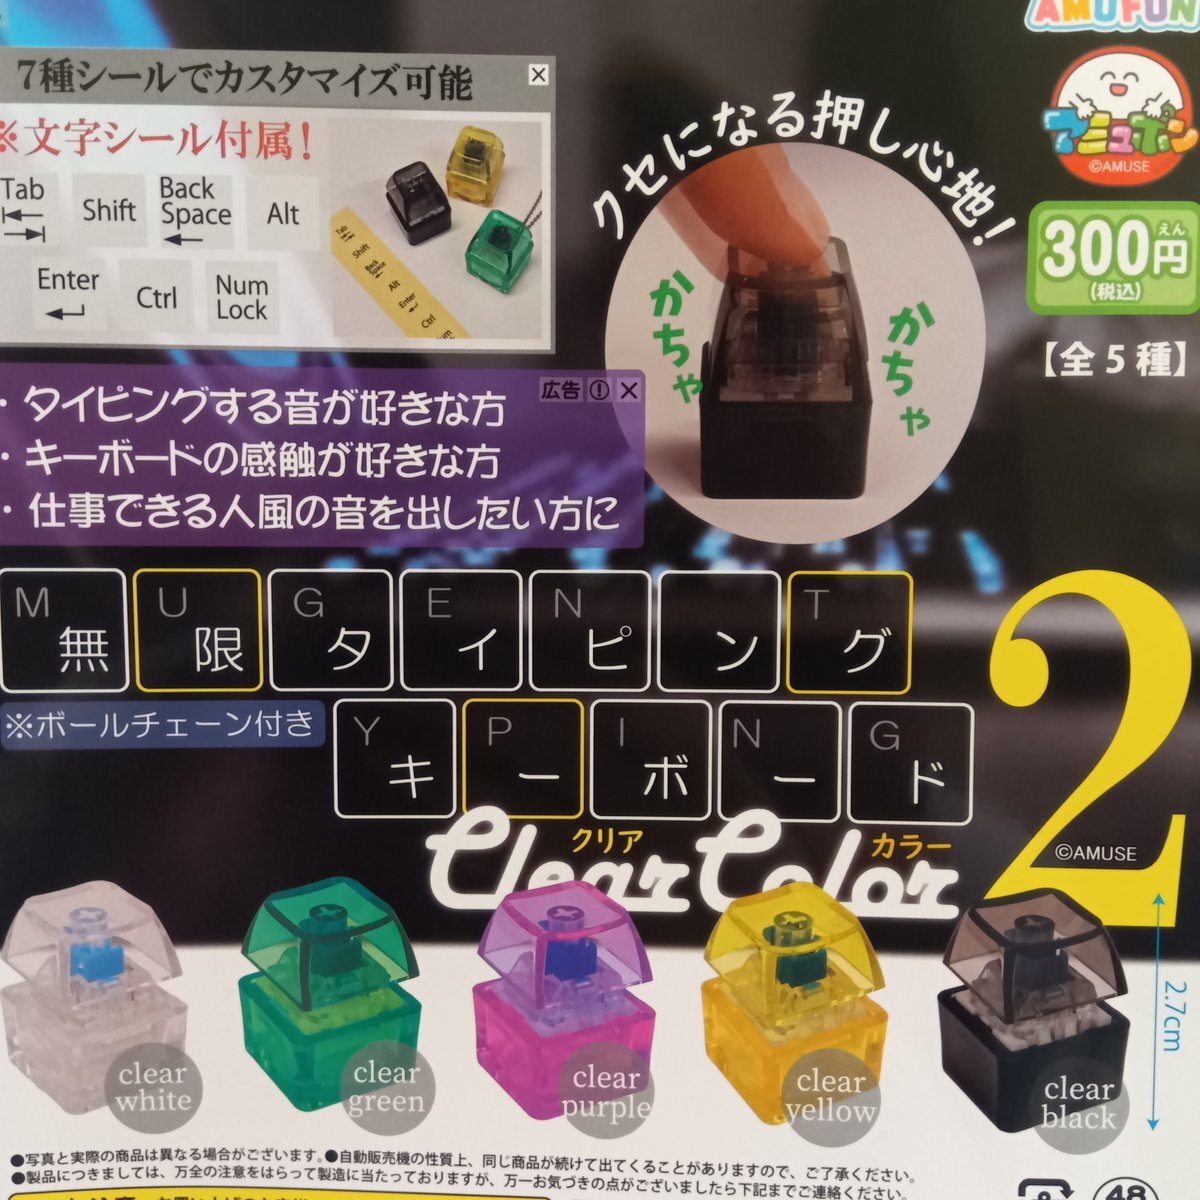 AMUFUN
7種シールでカスタマイズ可能
※文字シール付属!
Tab
Shift
Back
Space
Alt
Enter
Ctrl
Num
Lock
Tab
Shift
Back
Space
Alt
Enter
Ctrl
クセになる押し心地!
かちゃ
かちゃ
アミュポン
©AMUSE
300円
えん
(税込)
【全5種】
広告
・タイピングする音が好きな方
・キーボードの感触が好きな方
・仕事できる人風の音を出したい方に
M U G E N T
無限タイピング
※ボールチェーン付き
Y P I N G
キーボード
2
クリア カラー
Clear Color
©AMUSE
2.7cm
clear
white
clear
green
clear
purple
clear
yellow
clear
black
●写真と実際の商品は異なる場合がございます。●自動販売機の性質上、同じ商品が続けて出てくることがありますので、ご了承ください。
●製品につきましては、万全の注意をはらって製造に当たっておりますが、万一お気づきの点がございましたら下記までご連絡ください。
48